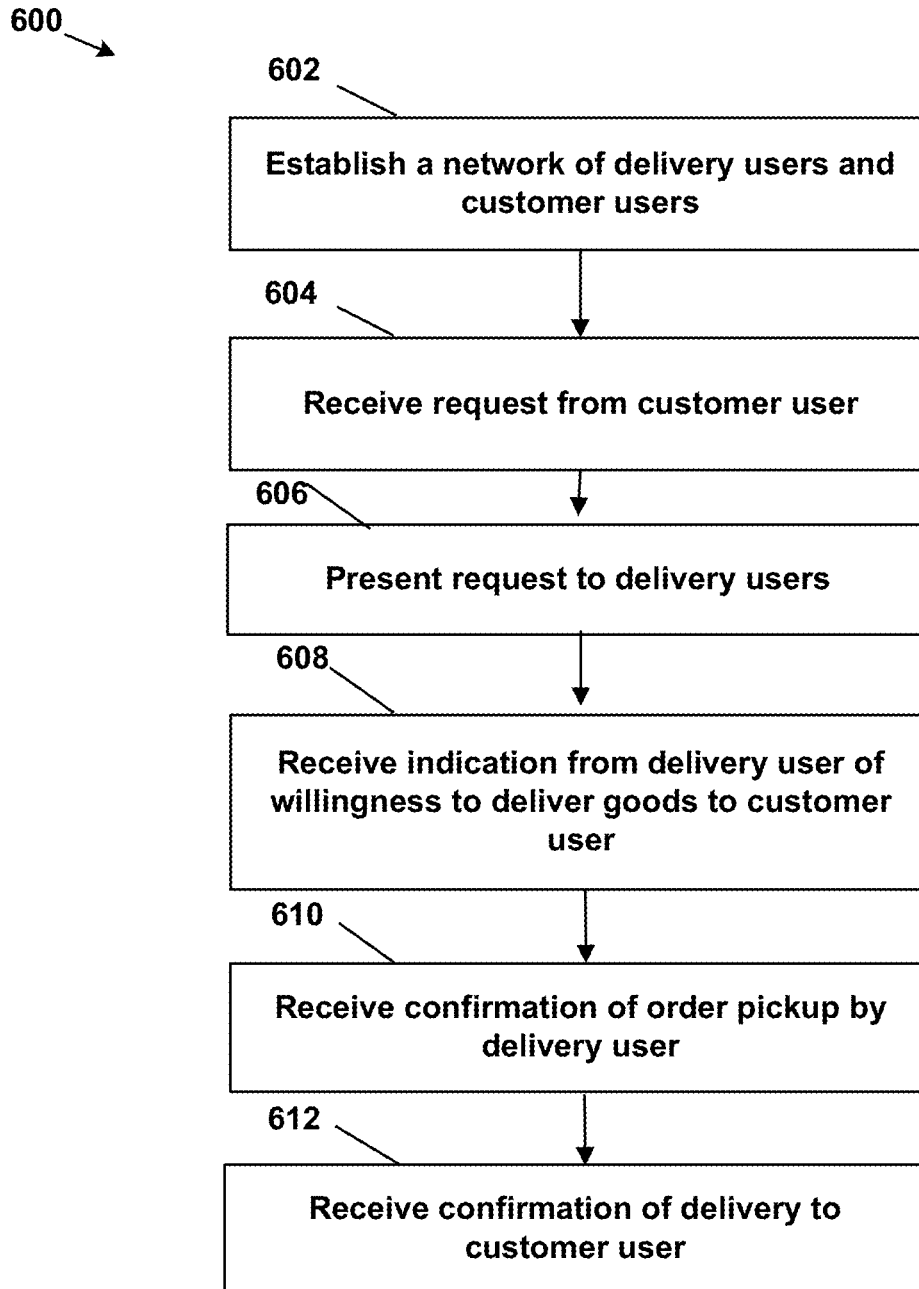 600
602
Establish a network of delivery users and
customer users
604
Receive request from customer user
606
Present request to delivery users
608
Receive indication from delivery user of
willingness to deliver goods to customer
user
610
Receive confirmation of order pickup by
delivery user
612
Receive confirmation of delivery to
customer user